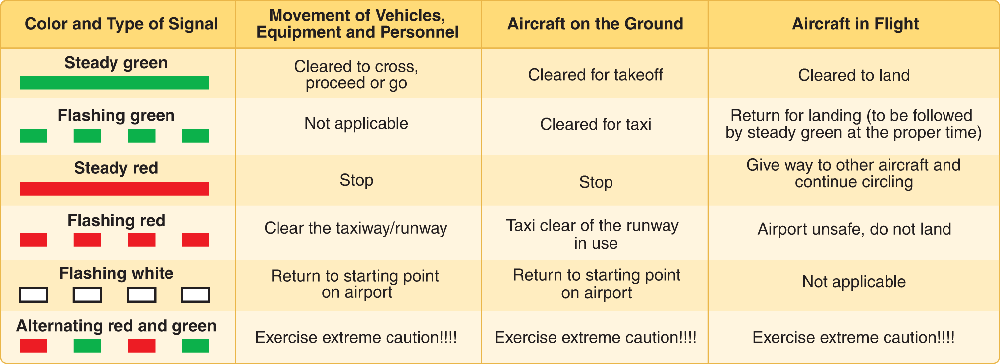 Color and Type of Signal
Movement of Vehicles,
Equipment and Personnel
Aircraft on the Ground
Aircraft in Flight
Steady green
Cleared to cross,
proceed or go
Cleared for takeoff
Cleared to land
Flashing green
Not applicable
Cleared for taxi
Return for landing (to be followed
by steady green at the proper time)
Steady red
Stop
Stop
Give way to other aircraft and
continue circling
Flashing red
Clear the taxiway/runway
Taxi clear of the runway
in use
Airport unsafe, do not land
Flashing white
Return to starting point
on airport
Return to starting point
on airport
Not applicable
Alternating red and green
Exercise extreme caution!!!!
Exercise extreme caution!!!!
Exercise extreme caution!!!!